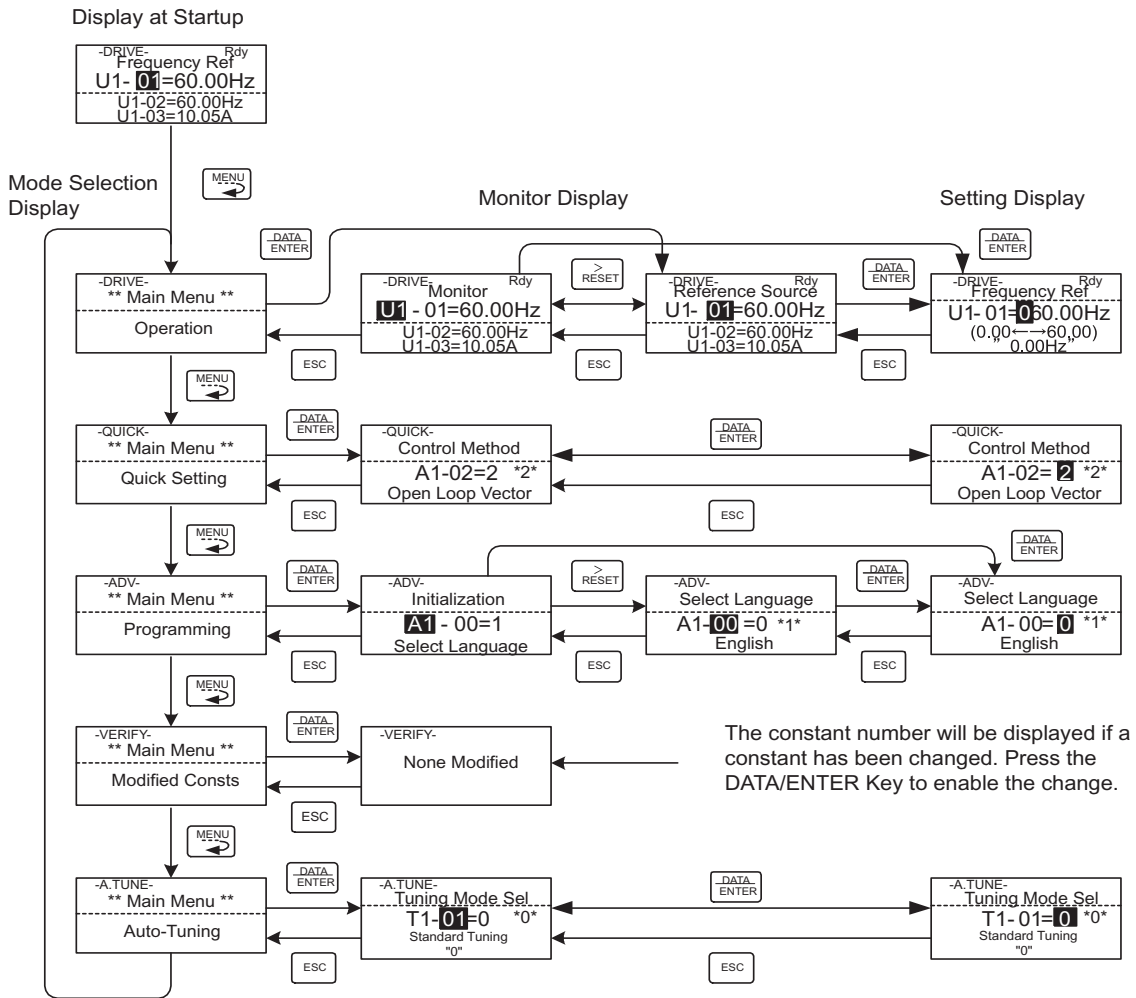 Display at Startup
-DRIVE- Rdy
Frequency Ref
U1- 01=60.00Hz
U1-02=60.00Hz
U1-03=10.05A
Mode Selection
Display
MENU
Monitor Display
Setting Display
DATA
ENTER
DATA
ENTER
-DRIVE-
** Main Menu **
Operation
-DRIVE- Rdy
Monitor
U1 - 01=60.00Hz
U1-02=60.00Hz
U1-03=10.05A
>
RESET
-DRIVE- Rdy
Reference Source
U1- 01=60.00Hz
U1-02=60.00Hz
U1-03=10.05A
DATA
ENTER
-DRIVE- Rdy
Frequency Ref
U1- 01=060.00Hz
(0.00←→60.00)
" 0.00Hz"
ESC
ESC
ESC
MENU
-QUICK-
** Main Menu **
Quick Setting
DATA
ENTER
-QUICK-
Control Method
A1-02=2 *2*
Open Loop Vector
DATA
ENTER
-QUICK-
Control Method
A1-02= 2 *2*
Open Loop Vector
ESC
ESC
MENU
DATA
ENTER
-ADV-
** Main Menu **
Programming
DATA
ENTER
-ADV-
Initialization
A1 - 00=1
Select Language
>
RESET
-ADV-
Select Language
A1-00 =0 *1*
English
DATA
ENTER
-ADV-
Select Language
A1- 00=0 *1*
English
ESC
ESC
ESC
MENU
-VERIFY-
** Main Menu **
Modified Consts
DATA
ENTER
-VERIFY-
None Modified
The constant number will be displayed if a
constant has been changed. Press the
DATA/ENTER Key to enable the change.
ESC
MENU
-A.TUNE-
** Main Menu **
Auto-Tuning
DATA
ENTER
-A.TUNE-
Tuning Mode Sel
T1-01=0 *0*
Standard Tuning
"0"
DATA
ENTER
-A.TUNE-
Tuning Mode Sel
T1- 01=0 *0*
Standard Tuning
"0"
ESC
ESC